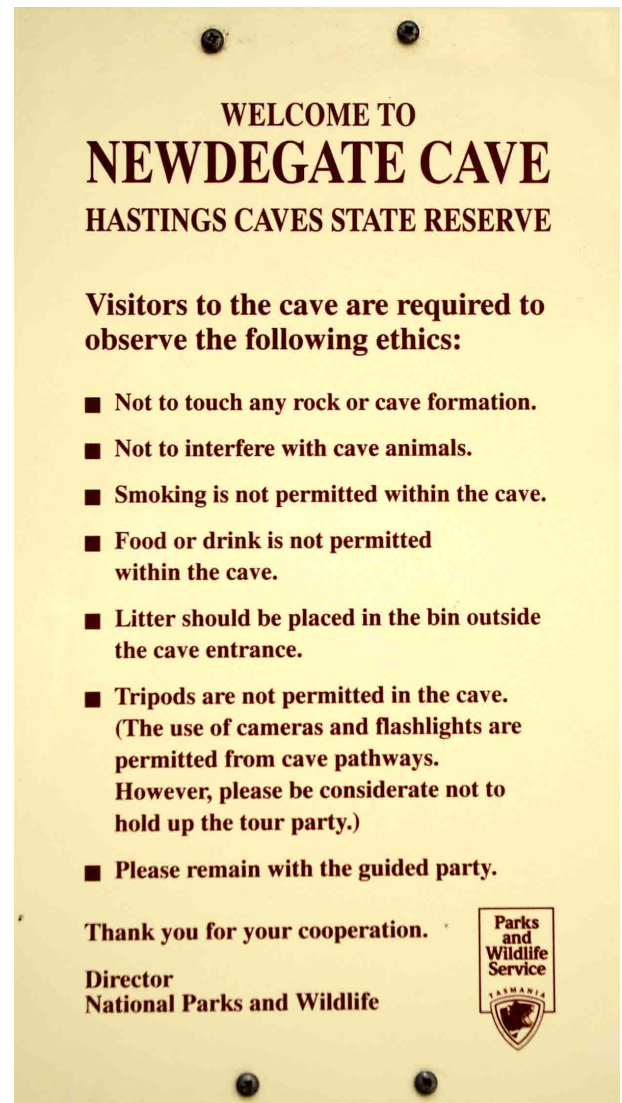 WELCOME TO
NEWDEGATE CAVE
HASTINGS CAVES STATE RESERVE
Visitors to the cave are required to
observe the following ethics:
■ Not to touch any rock or cave formation.
■ Not to interfere with cave animals.
■ Smoking is not permitted within the cave.
■ Food or drink is not permitted
within the cave.
■ Litter should be placed in the bin outside
the cave entrance.
■ Tripods are not permitted in the cave.
(The use of cameras and flashlights are
permitted from cave pathways.
However, please be considerate not to
hold up the tour party.)
■ Please remain with the guided party.
Thank you for your cooperation.
Director
National Parks and Wildlife
Parks
and
Wildlife
Service
TASMANIA